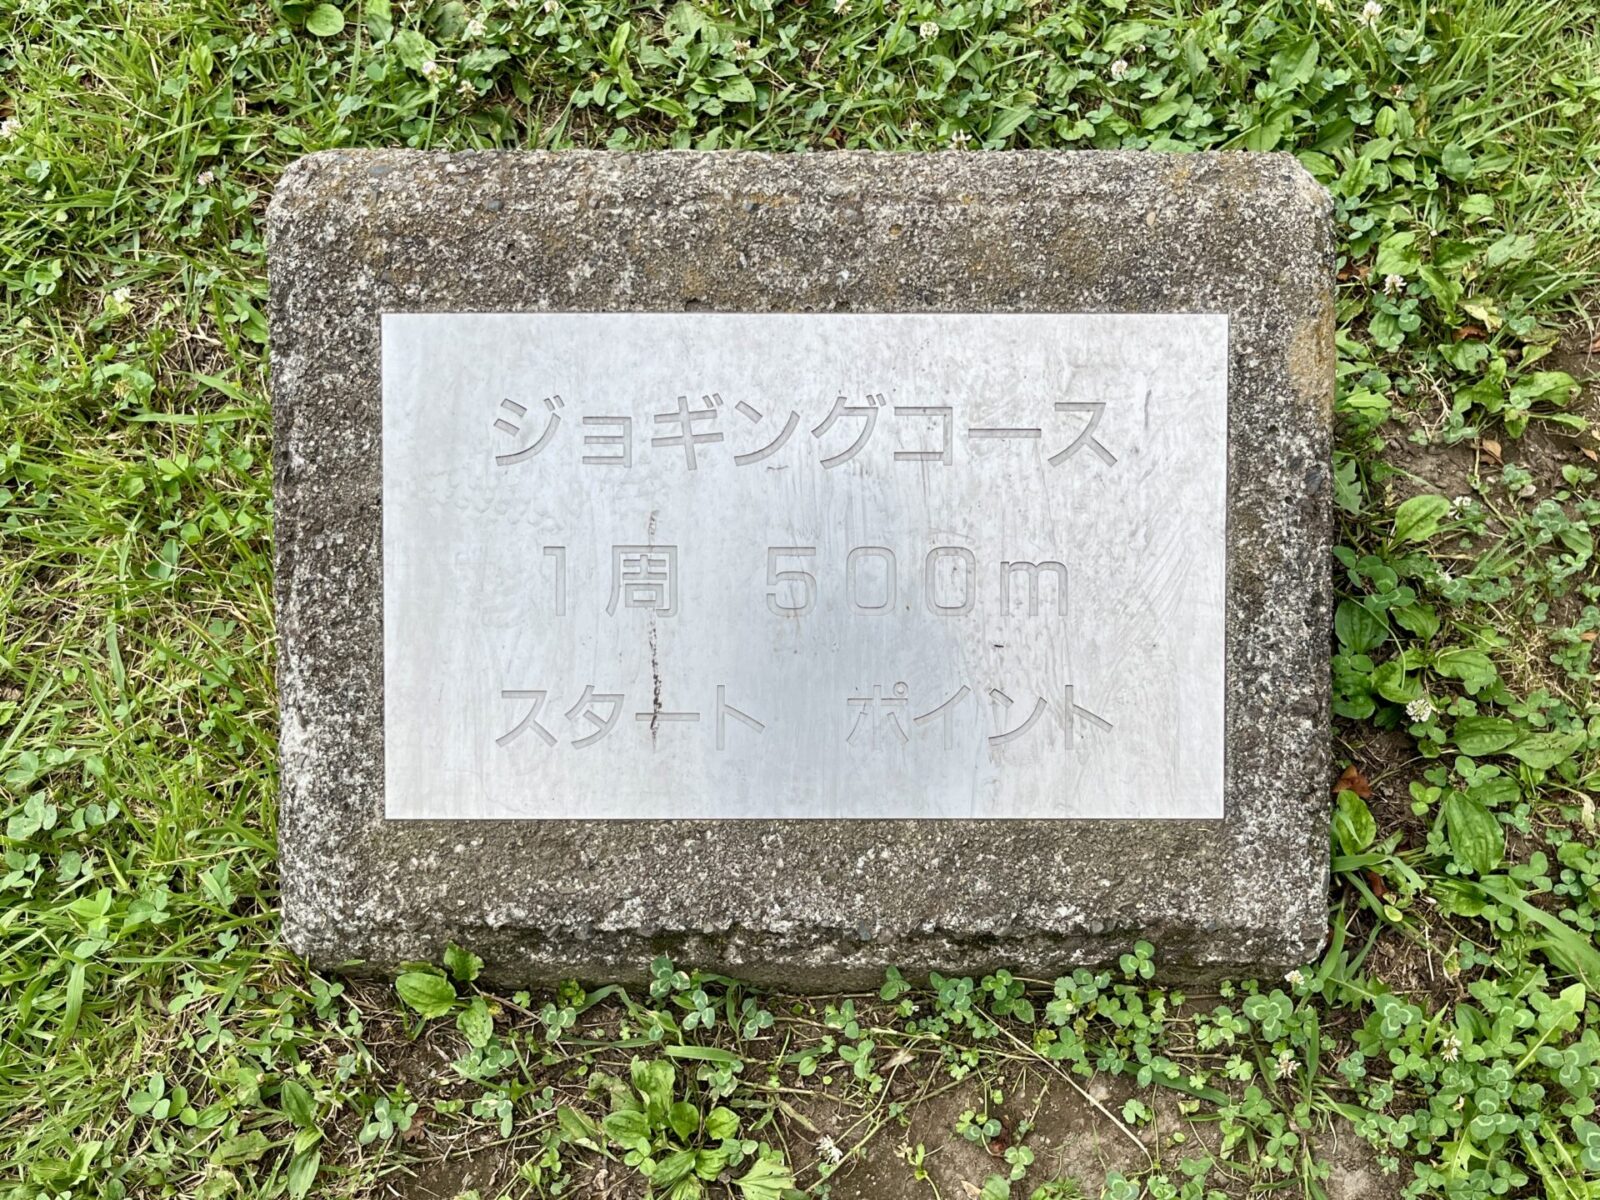 ジョギングコース
1周 500m
スタート ポイント